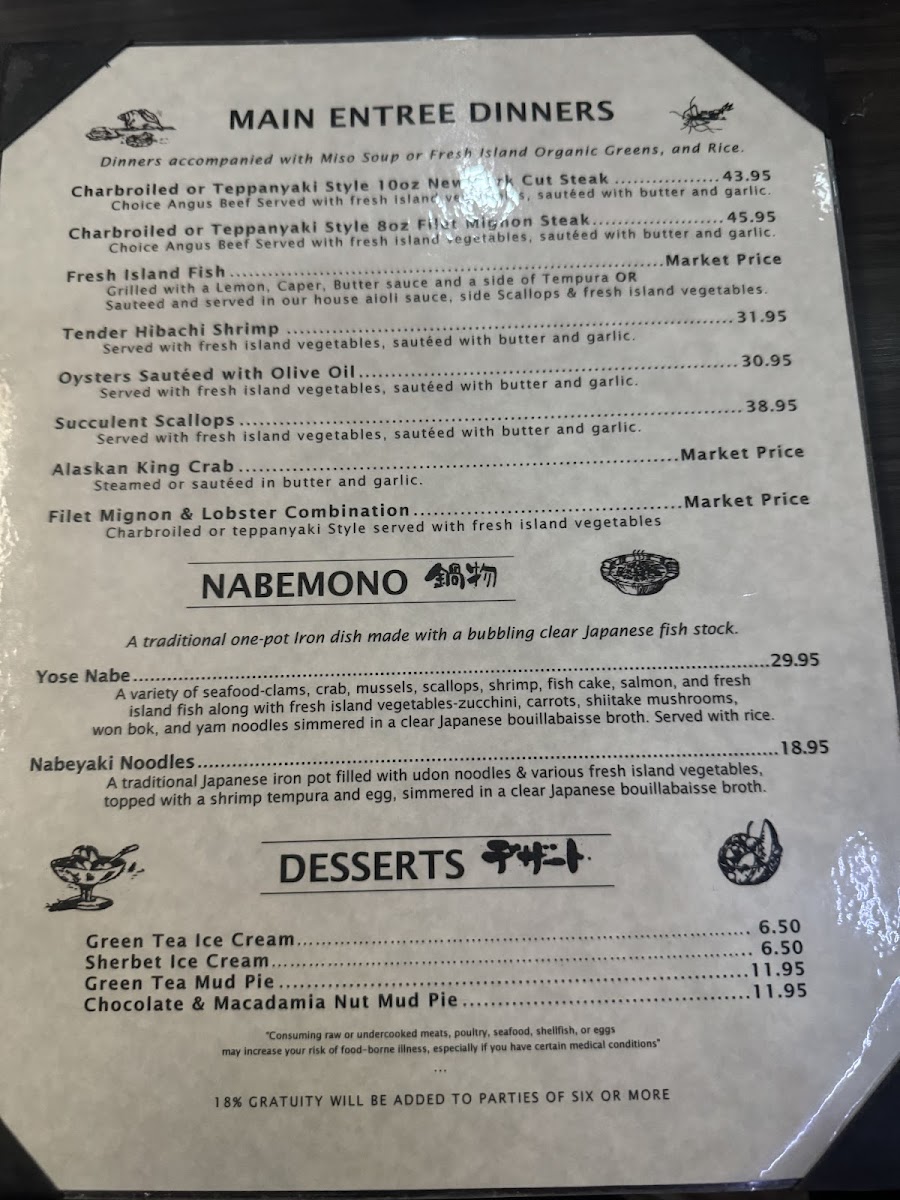 MAIN ENTREE DINNERS
Dinners accompanied with Miso Soup or Fresh Island Organic Greens, and Rice.
Charbroiled or Teppanyaki Style 10oz New York Cut Steak ................. 43.95
Choice Angus Beef Served with fresh island vegetables, sautéed with butter and garlic.
Charbroiled or Teppanyaki Style 8oz Filet Mignon Steak..................... 45.95
Choice Angus Beef Served with fresh island vegetables, sautéed with butter and garlic.
Fresh Island Fish ................................................................Market Price
Grilled with a Lemon, Caper, Butter sauce and a side of Tempura OR
Sauteed and served in our house aioli sauce, side Scallops & fresh island vegetables.
Tender Hibachi Shrimp ................................................................ 31.95
Served with fresh island vegetables, sautéed with butter and garlic.
Oysters Sautéed with Olive Oil........................................................ 30.95
Served with fresh island vegetables, sautéed with butter and garlic.
Succulent Scallops ........................................................................ 38.95
Served with fresh island vegetables, sautéed with butter and garlic.
Alaskan King Crab ................................................................Market Price
Steamed or sautéed in butter and garlic.
Filet Mignon & Lobster Combination.......................................Market Price
Charbroiled or teppanyaki Style served with fresh island vegetables
NABEMONO 鍋物
A traditional one-pot Iron dish made with a bubbling clear Japanese fish stock.
Yose Nabe................................................................................29.95
A variety of seafood-clams, crab, mussels, scallops, shrimp, fish cake, salmon, and fresh
island fish along with fresh island vegetables-zucchini, carrots, shiitake mushrooms,
won bok, and yam noodles simmered in a clear Japanese bouillabaisse broth. Served with rice.
Nabeyaki Noodles........................................................................18.95
A traditional Japanese iron pot filled with udon noodles & various fresh island vegetables,
topped with a shrimp tempura and egg, simmered in a clear Japanese bouillabaisse broth.
DESSERTS デザート
Green Tea Ice Cream................................................................ 6.50
Sherbet Ice Cream................................................................... 6.50
Green Tea Mud Pie ................................................................11.95
Chocolate & Macadamia Nut Mud Pie ........................................11.95
"Consuming raw or undercooked meats, poultry, seafood, shellfish, or eggs
may increase your risk of food-borne illness, especially if you have certain medical conditions"
...
18% GRATUITY WILL BE ADDED TO PARTIES OF SIX OR MORE